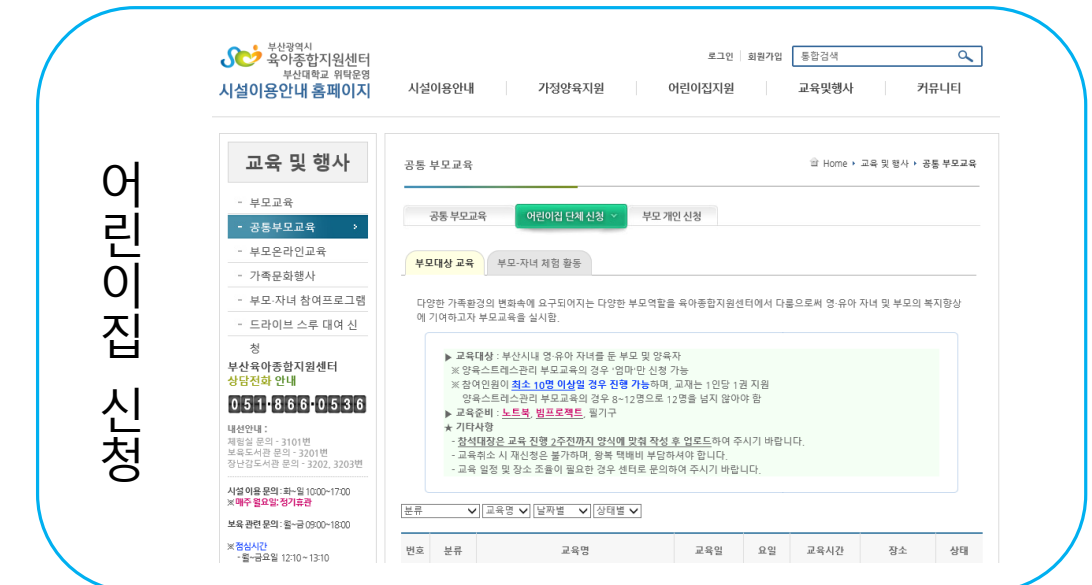 어린이집 신청
부산광역시
육아종합지원센터
부산대학교 위탁운영
시설이용안내 홈페이지
로그인 회원가입 통합검색
시설이용안내 가정양육지원 어린이집지원 교육및행사 커뮤니티
교육 및 행사
- 부모교육
- 공통부모교육 >
- 부모온라인교육
- 가족문화행사
- 부모·자녀 참여프로그램
- 드라이브 스루 대여 신
청
부산육아종합지원센터
상담전화 안내
051·866·0536
내선안내 :
체험실 문의 - 3101번
보육도서관 문의 - 3201번
장난감도서관 문의 - 3202, 3203번
시설 이용 문의 : 화~일 10:00~17:00
※매주 월요일: 정기휴관
보육 관련 문의 : 월~금 09:00~18:00
※점심시간
- 월~금요일 12:10~13:10
공통 부모교육
Home › 교육 및 행사 › 공통 부모교육
공통 부모교육 어린이집 단체 신청 부모 개인 신청
부모대상 교육 부모-자녀 체험 활동
다양한 가족환경의 변화속에 요구되어지는 다양한 부모역할을 육아종합지원센터에서 다룸으로써 영·유아 자녀 및 부모의 복지향상
에 기여하고자 부모교육을 실시함.
▶ 교육대상 : 부산시내 영·유아 자녀를 둔 부모 및 양육자
※ 양육스트레스관리 부모교육의 경우 '엄마'만 신청 가능
※ 참여인원이 최소 10명 이상일 경우 진행 가능하며, 교재는 1인당 1권 지원
양육스트레스관리 부모교육의 경우 8~12명으로 12명을 넘지 않아야 함
▶ 교육준비 : 노트북, 빔프로젝트, 필기구
★ 기타사항
- 참석대장은 교육 진행 2주전까지 양식에 맞춰 작성 후 업로드하여 주시기 바랍니다.
- 교육취소 시 재신청은 불가하며, 왕복 택배비 부담하셔야 합니다.
- 교육 일정 및 장소 조율이 필요한 경우 센터로 문의하여 주시기 바랍니다.
분류 교육명 날짜별 상태별
번호 분류 교육명 교육일 요일 교육시간 장소 상태